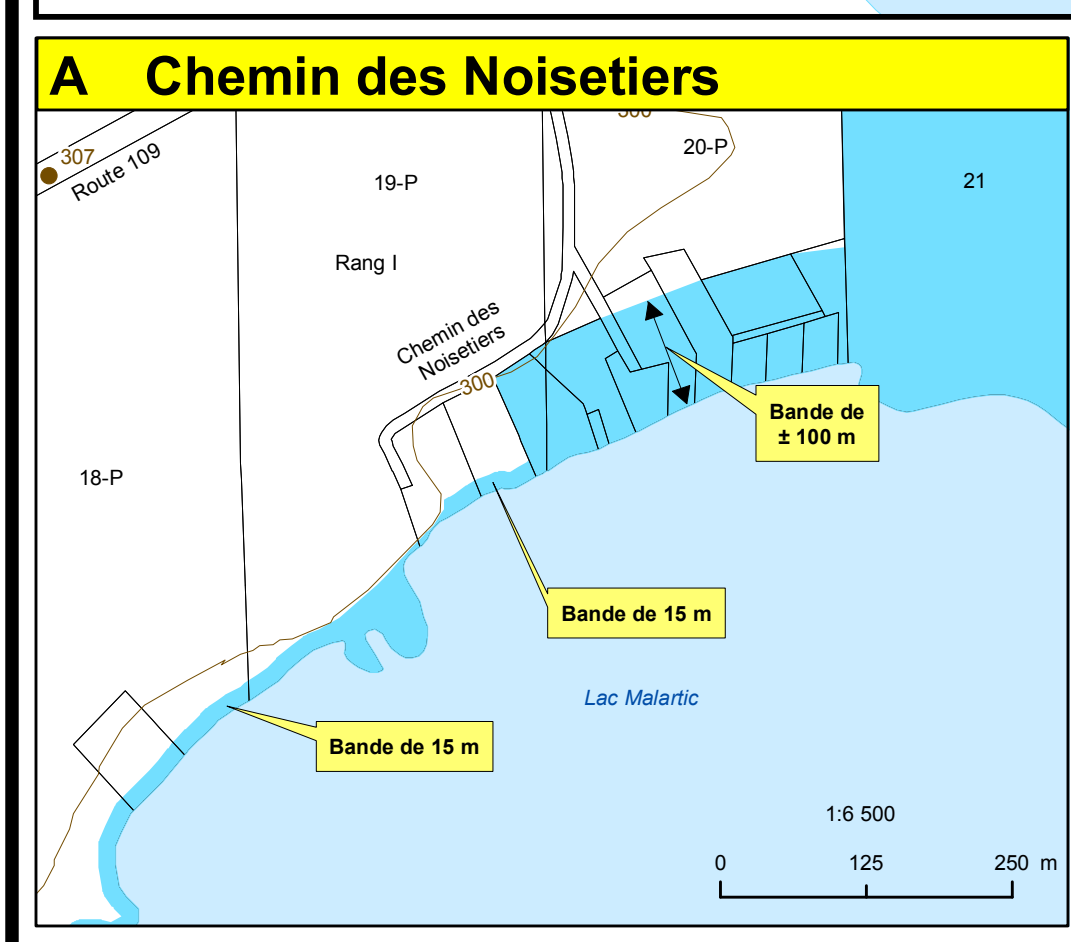 A Chemin des Noisetiers
300
307
Route 109
20-P
19-P
21
Rang I
Chemin des
Noisetiers
300
Bande de
± 100 m
18-P
Bande de 15 m
Lac Malartic
Bande de 15 m
1:6 500
0 125 250 m